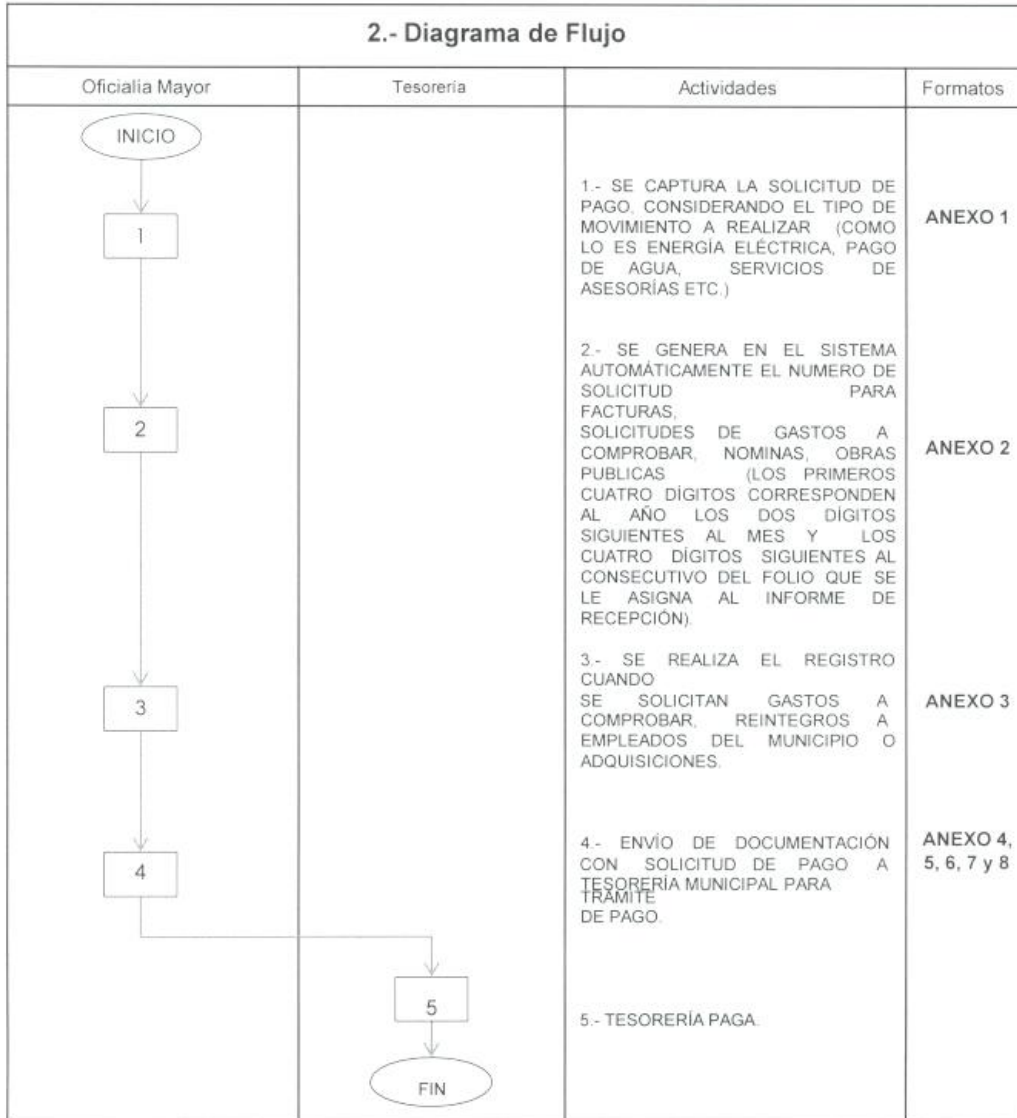 2.- Diagrama de Flujo
Oficialia Mayor
Tesorería
Actividades
Formatos
INICIO
1
1.- SE CAPTURA LA SOLICITUD DE
PAGO, CONSIDERANDO EL TIPO DE
MOVIMIENTO A REALIZAR (COMO
LO ES ENERGÍA ELÉCTRICA, PAGO
DE AGUA, SERVICIOS DE
ASESORÍAS ETC.)
ANEXO 1
2
2.- SE GENERA EN EL SISTEMA
AUTOMÁTICAMENTE EL NUMERO DE
SOLICITUD PARA
FACTURAS,
SOLICITUDES DE GASTOS A
COMPROBAR, NOMINAS, OBRAS
PUBLICAS (LOS PRIMEROS
CUATRO DÍGITOS CORRESPONDEN
AL AÑO LOS DOS DÍGITOS
SIGUIENTES AL MES Y LOS
CUATRO DÍGITOS SIGUIENTES AL
CONSECUTIVO DEL FOLIO QUE SE
LE ASIGNA AL INFORME DE
RECEPCIÓN).
ANEXO 2
3
3.- SE REALIZA EL REGISTRO
CUANDO
SE SOLICITAN GASTOS A
COMPROBAR, REINTEGROS A
EMPLEADOS DEL MUNICIPIO O
ADQUISICIONES.
ANEXO 3
4
4.- ENVÍO DE DOCUMENTACIÓN
CON SOLICITUD DE PAGO A
TESORERÍA MUNICIPAL PARA
TRAMITE
DE PAGO.
ANEXO 4,
5, 6, 7 y 8
5
5.- TESORERÍA PAGA.
FIN